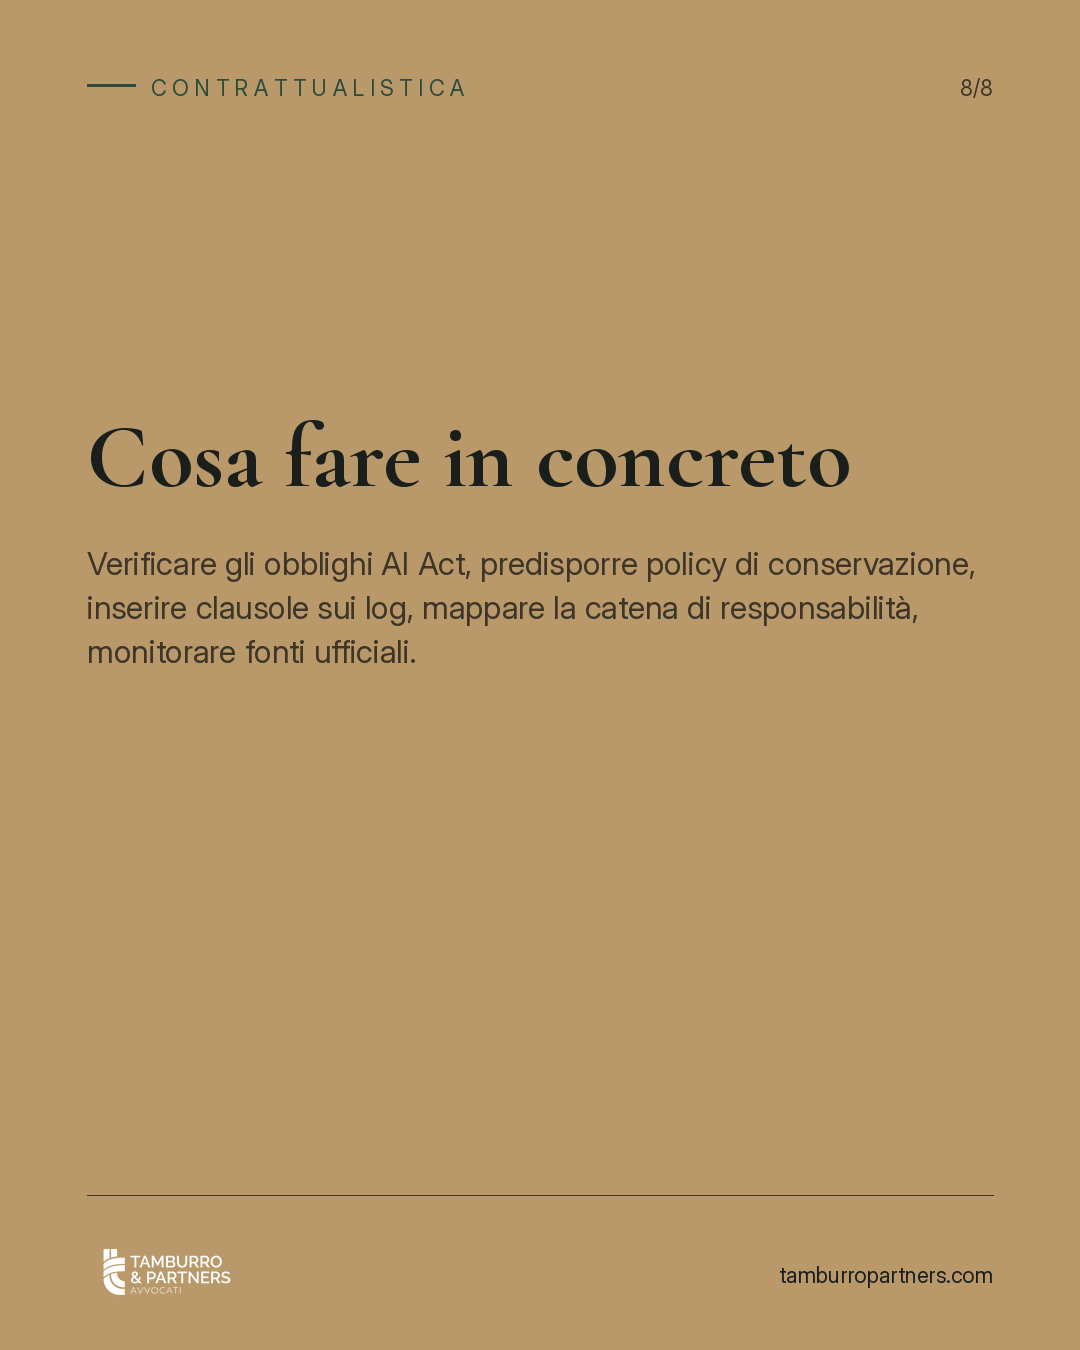 CONTRATTUALISTICA
8/8
Cosa fare in concreto
Verificare gli obblighi AI Act, predisporre policy di conservazione,
inserire clausole sui log, mappare la catena di responsabilità,
monitorare fonti ufficiali.
TAMBURRO
& PARTNERS
AVVOCATI
tamburropartners.com